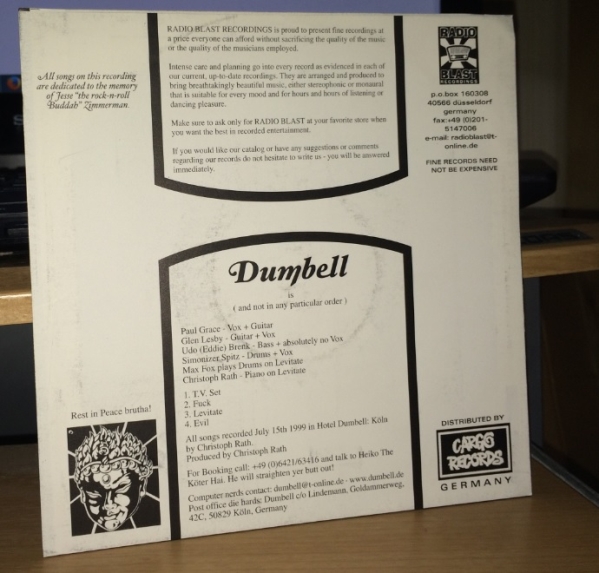 All songs on this recording
are dedicated to the memory
of Jesse "the rock-n-roll
Buddah" Zimmerman.
RADIO BLAST RECORDINGS is proud to present fine recordings at
a price everyone can afford without sacrificing the quality of the music
or the quality of the musicians employed.
Intense care and planning go into every record as evidenced in each of
our current, up-to-date recordings. They are arranged and produced to
bring breathtakingly beautiful music, either stereophonic or monaural
that is suitable for every mood and for hours and hours of listening or
dancing pleasure.
Make sure to ask only for RADIO BLAST at your favorite store when
you want the best in recorded entertainment.
If you would like our catalog or have any suggestions or comments
regarding our records do not hesitate to write us - you will be answered
immediately.
RADIO
BLAST
RECORDINGS
p.o.box 160308
40566 düsseldorf
germany
fax:+49 (0)201-
5147006
e-mail: radioblast@t-
online.de
FINE RECORDS NEED
NOT BE EXPENSIVE
Dumbell
is
( and not in any particular order )
Paul Grace - Vox + Guitar
Glen Lesby - Guitar + Vox
Udo (Eddie) Brenk - Bass + absolutely no Vox
Simonizer Spitz - Drums + Vox
Max Fox plays Drums on Levitate
Christoph Rath - Piano on Levitate
1. T.V. Set
2. Fuck
3. Levitate
4. Evil
All songs recorded July 15th 1999 in Hotel Dumbell: Köln
by Christoph Rath.
Produced by Christoph Rath
For Booking call: +49 (0)6421/63416 and talk to Heiko The
Köter Hai. He will straighten yer butt out!
Computer nerds contact: dumbell@t-online.de - www.dumbell.de
Post office die hards: Dumbell c/o Lindemann, Goldammerweg,
42C, 50829 Köln, Germany
Rest in Peace brutha!
DISTRIBUTED BY
CARGO
RECORDS
GERMANY